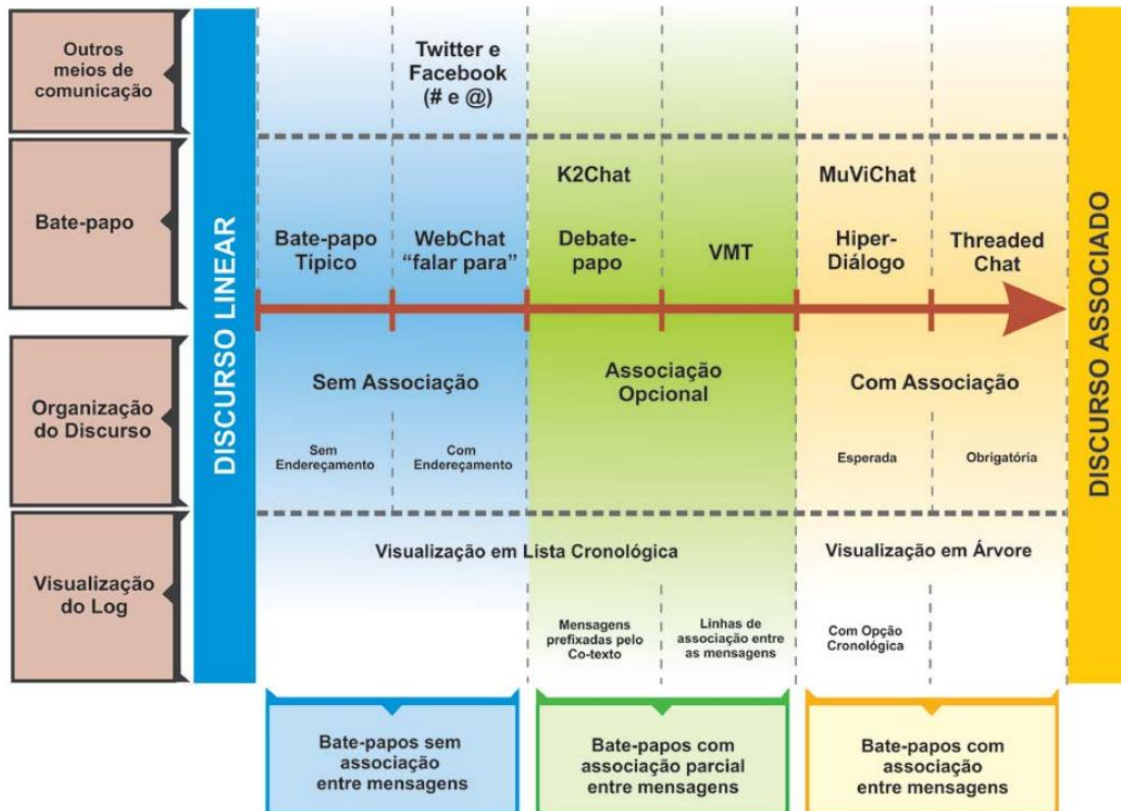 Outros
meios de
comunicação
Twitter e
Facebook
(# e @)
Bate-papo
Bate-papo
Típico
WebChat
“falar para”
K2Chat
Debate-
papo
VMT
MuViChat
Hiper-
Diálogo
Threaded
Chat
DISCURSO LINEAR
DISCURSO ASSOCIADO
Organização
do Discurso
Sem Associação
Sem
Endereçamento
Com
Endereçamento
Associação
Opcional
Com Associação
Esperada
Obrigatória
Visualização
do Log
Visualização em Lista Cronológica
Mensagens
prefixadas pelo
Co-texto
Linhas de
associação entre
as mensagens
Visualização em Árvore
Com Opção
Cronológica
Bate-papos sem
associação
entre mensagens
Bate-papos com
associação parcial
entre mensagens
Bate-papos com
associação
entre mensagens